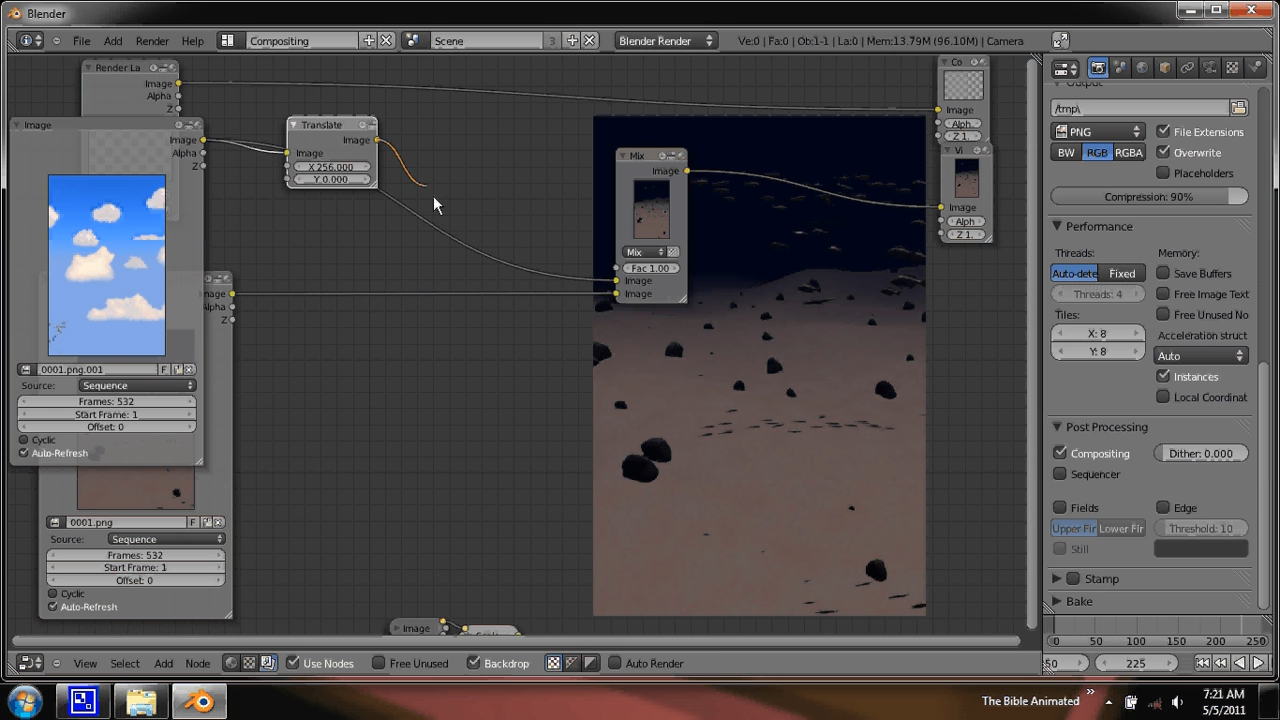 Blender
File Add Render Help Compositing Scene 3 Blender Render Ve:0 | Fa:0 | Ob:1-1 | La:0 | Mem:13.79M (96.10M) | Camera
Render La
Image
Alpha
Z
Image
Image
Alpha
Z
0001.png.001 F
Source: Sequence
Frames: 532
Start Frame: 1
Offset: 0
Cyclic
Auto-Refresh
Translate
Image
Image
X 256.000
Y 0.000
Alpha
Z
0001.png F
Source: Sequence
Frames: 532
Start Frame: 1
Offset: 0
Cyclic
Auto-Refresh
Mix
Image
Mix
Fac 1.00
Image
Image
Co
Image
Alph
Z 1.
Vi
Image
Alph
Z 1.
Image
Output
/tmp\
PNG File Extensions
BW RGB RGBA Overwrite
Placeholders
Compression: 90%
Performance
Threads: Memory:
Auto-dete Fixed Save Buffers
Threads: 4 Free Image Text
Tiles: Free Unused No
X: 8 Acceleration struct
Y: 8 Auto
Instances
Local Coordinat
Post Processing
Compositing Dither: 0.000
Sequencer
Fields Edge
Upper Fir Lower Fir Threshold: 10
Still
Stamp
Bake
0 50 100 150 200 250
50 225
View Select Add Node Use Nodes Free Unused Backdrop Auto Render
The Bible Animated »
7:21 AM
5/5/2011